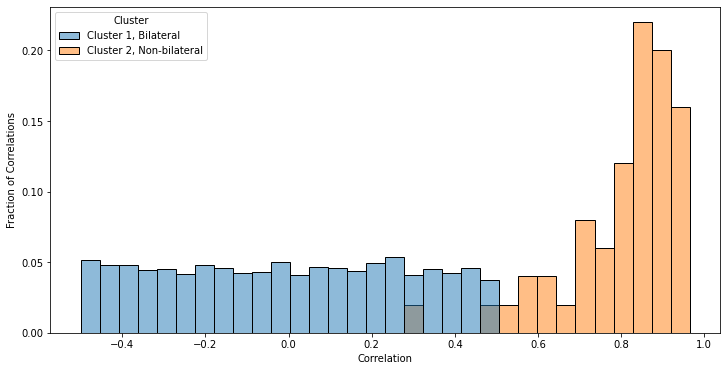 Cluster
Cluster 1, Bilateral
Cluster 2, Non-bilateral
Fraction of Correlations
0.20
0.15
0.10
0.05
0.00
−0.4 −0.2 0.0 0.2 0.4 0.6 0.8 1.0
Correlation